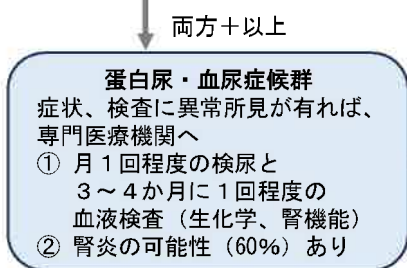 両方+以上
蛋白尿・血尿症候群
症状、検査に異常所見が有れば、
専門医療機関へ
① 月1回程度の検尿と
3～4か月に1回程度の
血液検査（生化学、腎機能）
② 腎炎の可能性（60%）あり